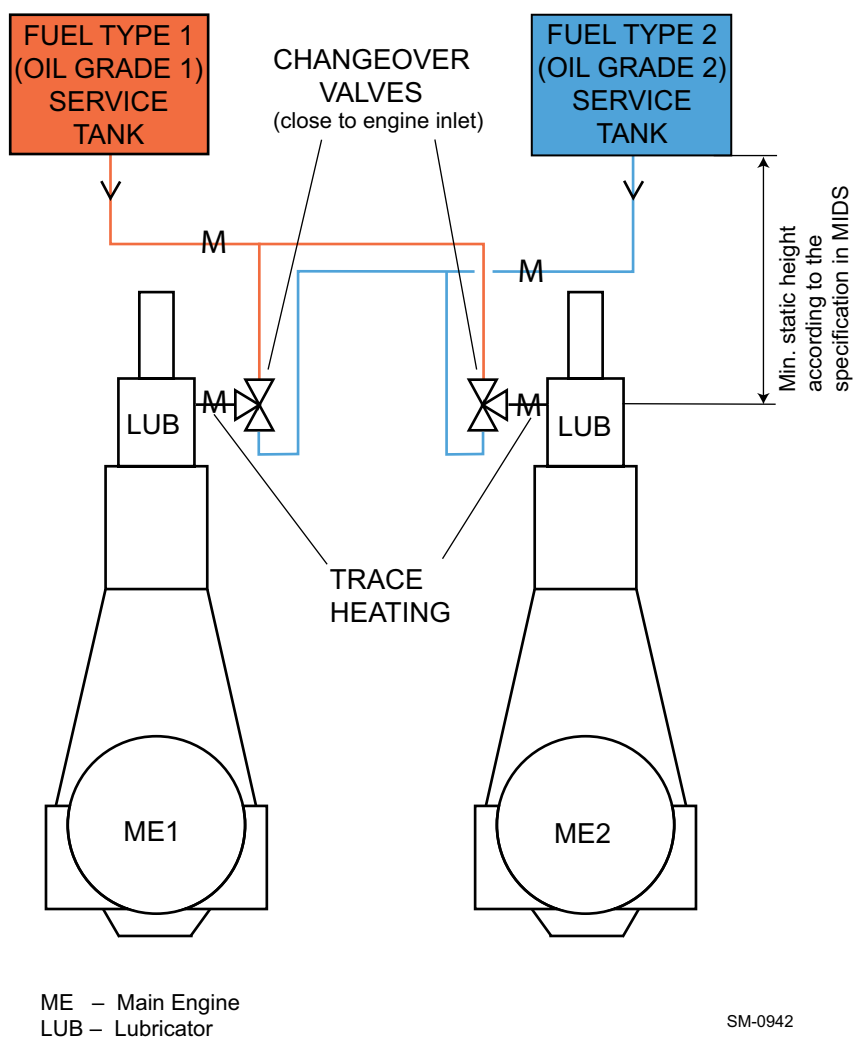 FUEL TYPE 1
(OIL GRADE 1)
SERVICE
TANK
CHANGEOVER
VALVES
(close to engine inlet)
FUEL TYPE 2
(OIL GRADE 2)
SERVICE
TANK
Min. static height
according to the
specification in MIDS
M
M
LUB
M
M
LUB
TRACE
HEATING
ME1
ME2
ME – Main Engine
LUB – Lubricator
SM-0942